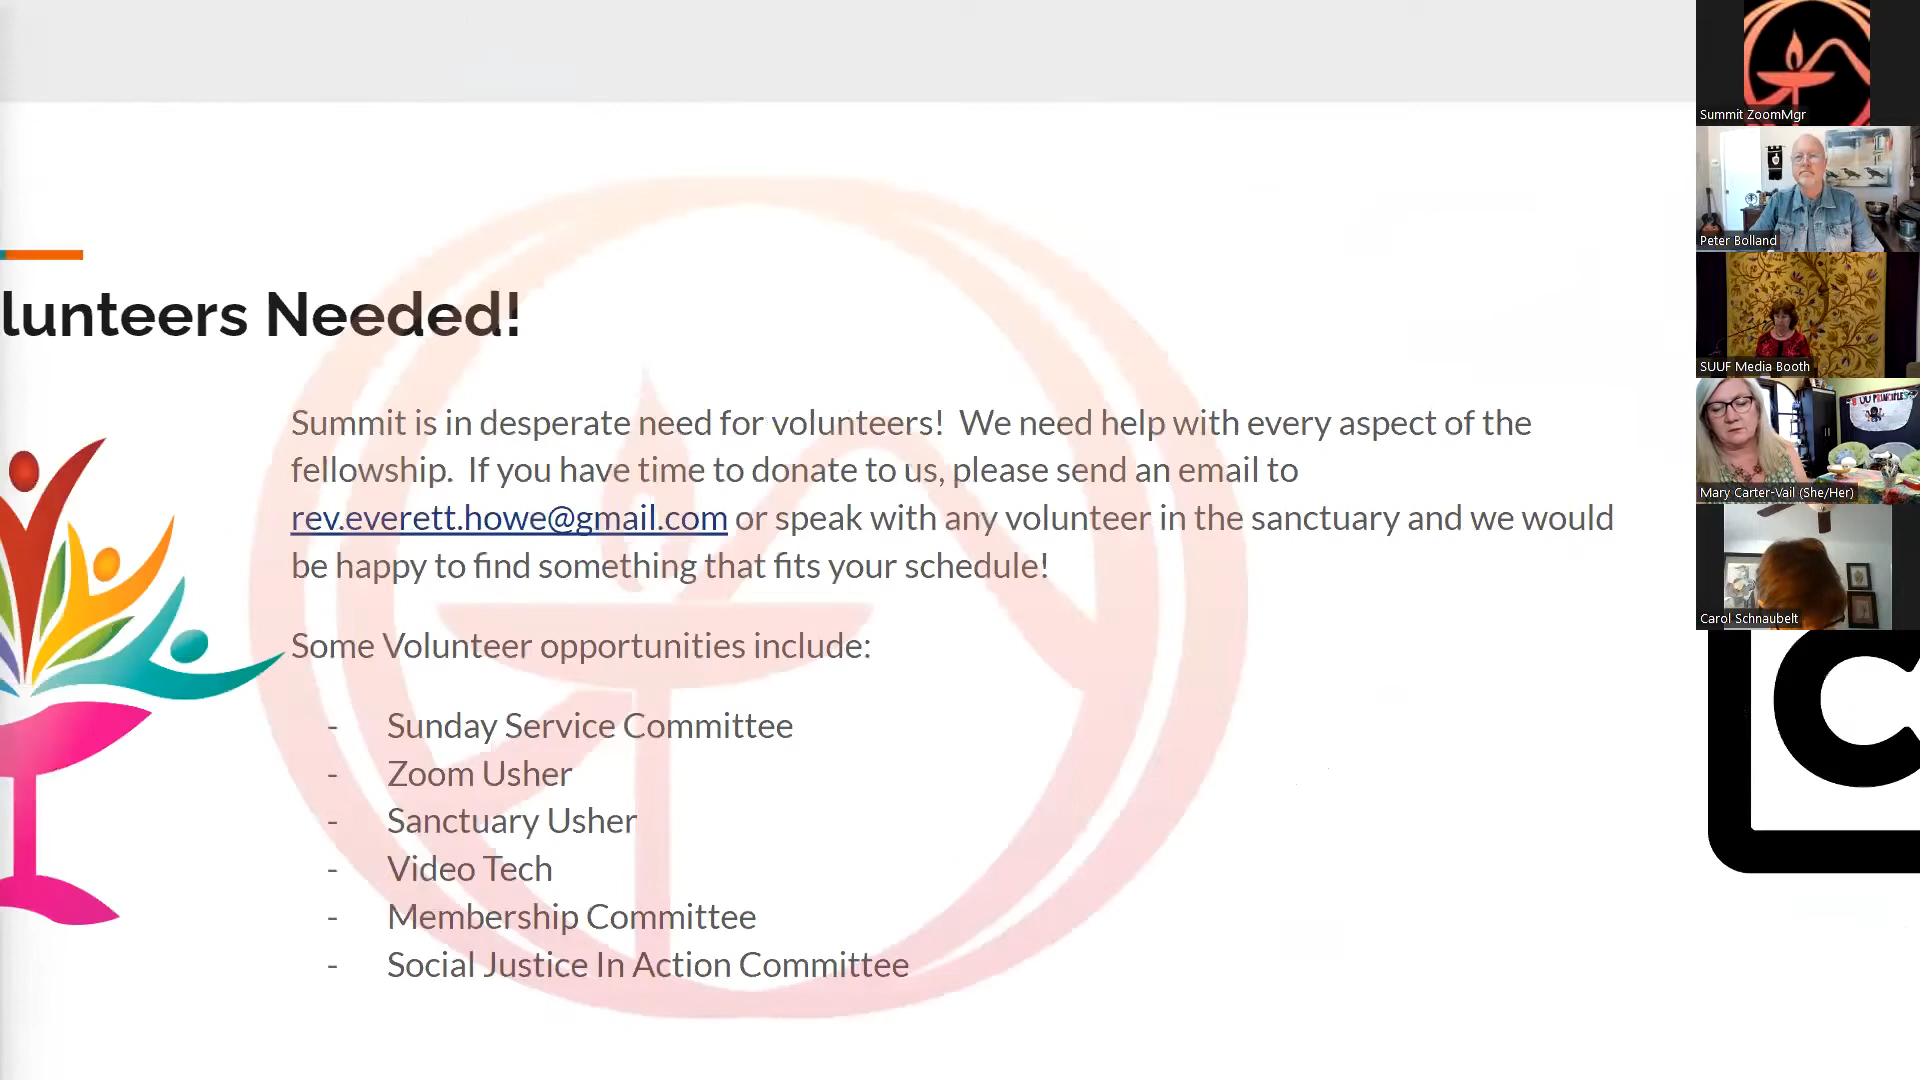 lunteers Needed!
Summit is in desperate need for volunteers!  We need help with every aspect of the
fellowship.  If you have time to donate to us, please send an email to
rev.everett.howe@gmail.com or speak with any volunteer in the sanctuary and we would
be happy to find something that fits your schedule!
Some Volunteer opportunities include:
- Sunday Service Committee
- Zoom Usher
- Sanctuary Usher
- Video Tech
- Membership Committee
- Social Justice In Action Committee
Summit ZoomMgr
Peter Bolland
SUUF Media Booth
UU PRINCIPLES
Mary Carter-Vail (She/Her)
Carol Schnaubelt
C